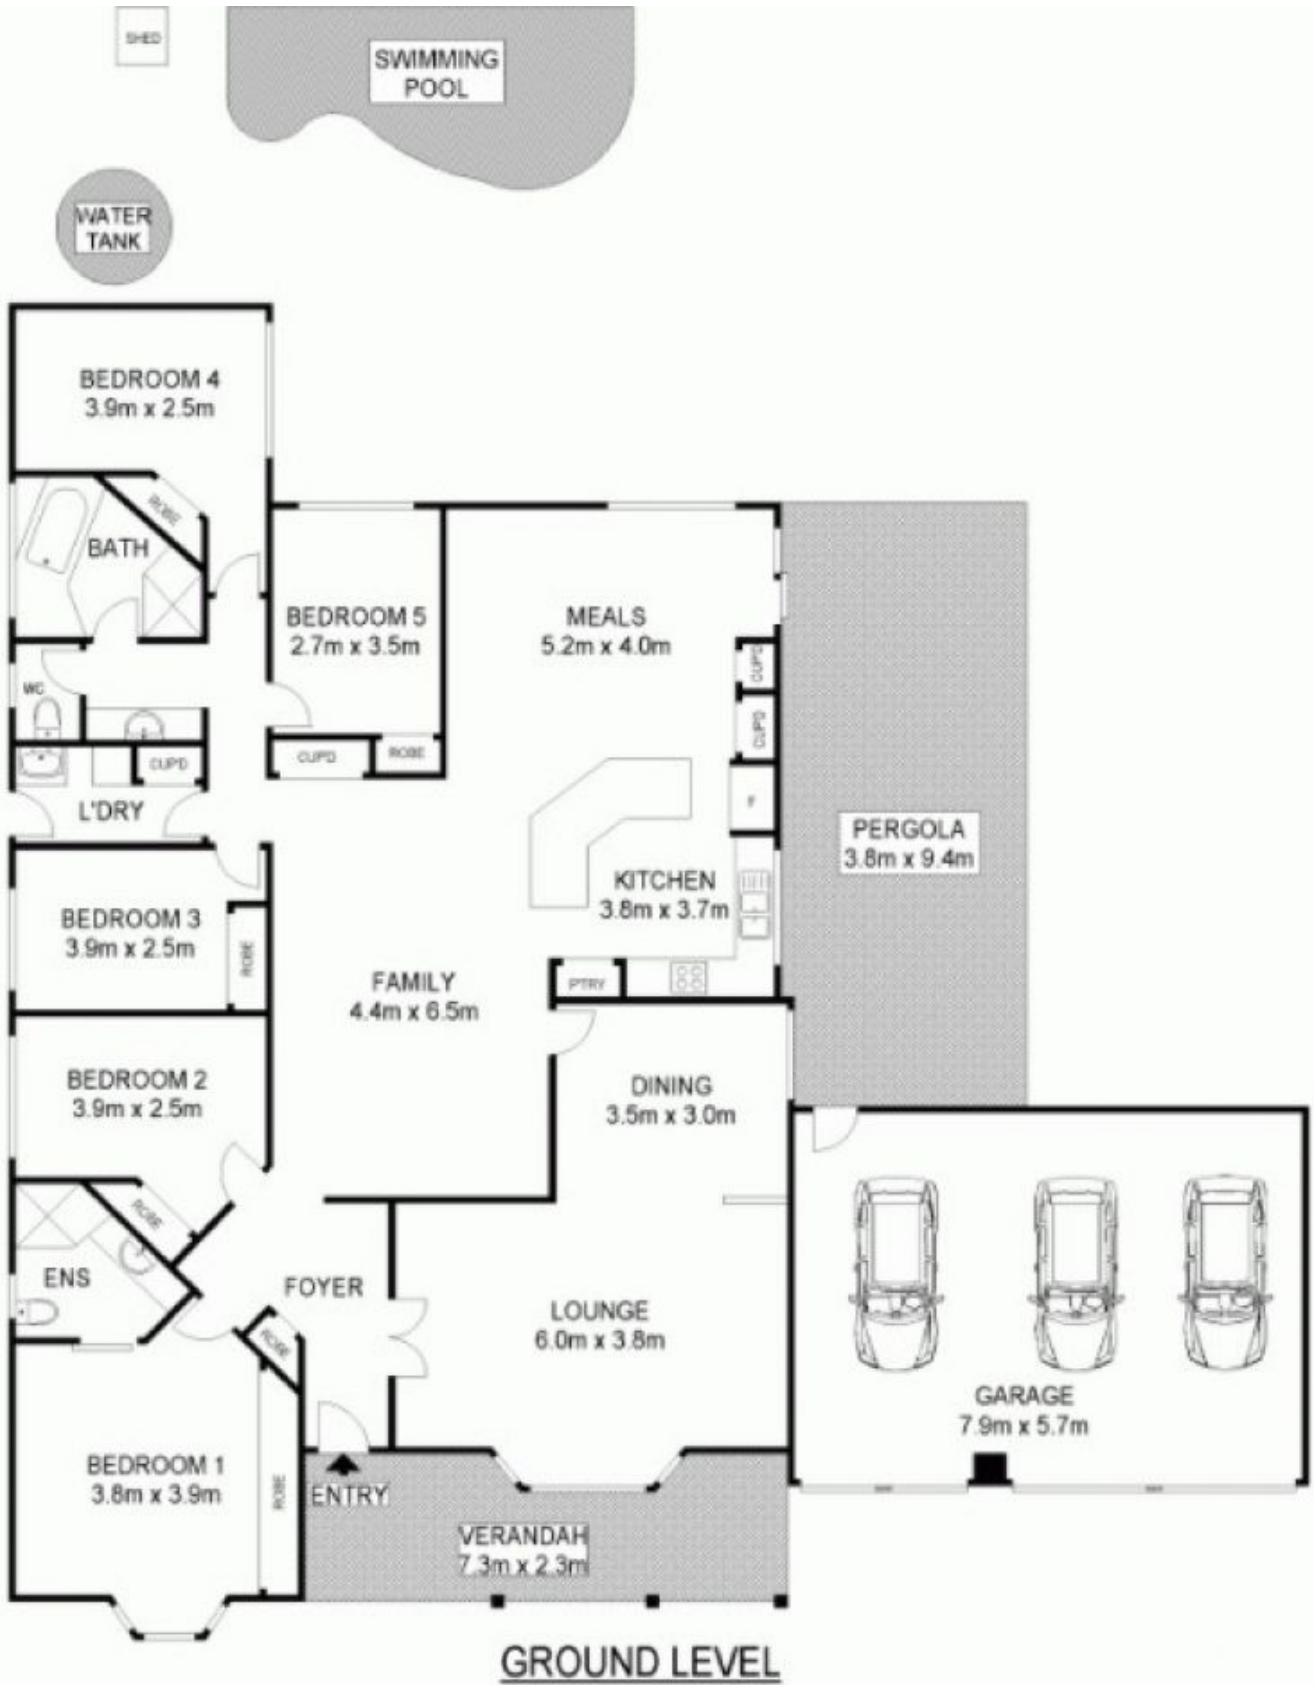 SHED
SWIMMING
POOL
WATER
TANK
BEDROOM 4
3.9m x 2.5m
ROBE
BATH
BEDROOM 5
2.7m x 3.5m
MEALS
5.2m x 4.0m
CUP'D
WC
CUP'D
CUP'D
ROBE
CUP'D
F
L'DRY
PERGOLA
3.8m x 9.4m
KITCHEN
3.8m x 3.7m
BEDROOM 3
3.9m x 2.5m
ROBE
FAMILY
4.4m x 6.5m
PTRY
BEDROOM 2
3.9m x 2.5m
DINING
3.5m x 3.0m
ROBE
ENS
FOYER
LOUNGE
6.0m x 3.8m
ROBE
GARAGE
7.9m x 5.7m
BEDROOM 1
3.8m x 3.9m
ROBE
ENTRY
VERANDAH
7.3m x 2.3m
GROUND LEVEL